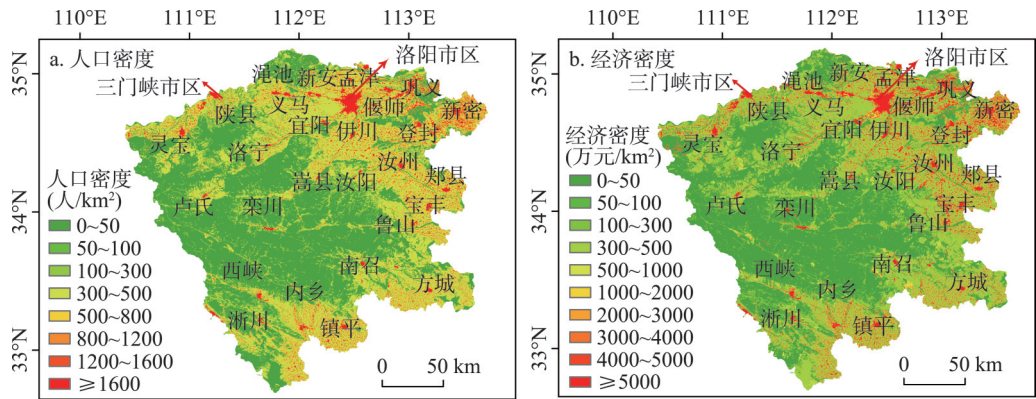 110°E 111°E 112°E 113°E
a. 人口密度
洛阳市区
35°N
三门峡市区
渑池 新安 孟津 巩义
陕县 义马 偃师 新密
宜阳 伊川 登封
灵宝 洛宁 汝州
人口密度
(人/km²)
嵩县 汝阳 郏县
34°N
卢氏 栾川 宝丰
鲁山
0~50
50~100
100~300
300~500
500~800
800~1200
1200~1600
≥1600
西峡 南召 方城
内乡
淅川 镇平
33°N
0 50 km
110°E 111°E 112°E 113°E
b. 经济密度
洛阳市区
35°N
三门峡市区
渑池 新安 孟津 巩义
陕县 义马 偃师 新密
宜阳 伊川 登封
灵宝 洛宁 汝州
经济密度
(万元/km²)
嵩县 汝阳 郏县
34°N
卢氏 栾川 宝丰
鲁山
0~50
50~100
100~300
300~500
500~1000
1000~2000
2000~3000
3000~4000
4000~5000
≥5000
西峡 南召 方城
内乡
淅川 镇平
33°N
0 50 km